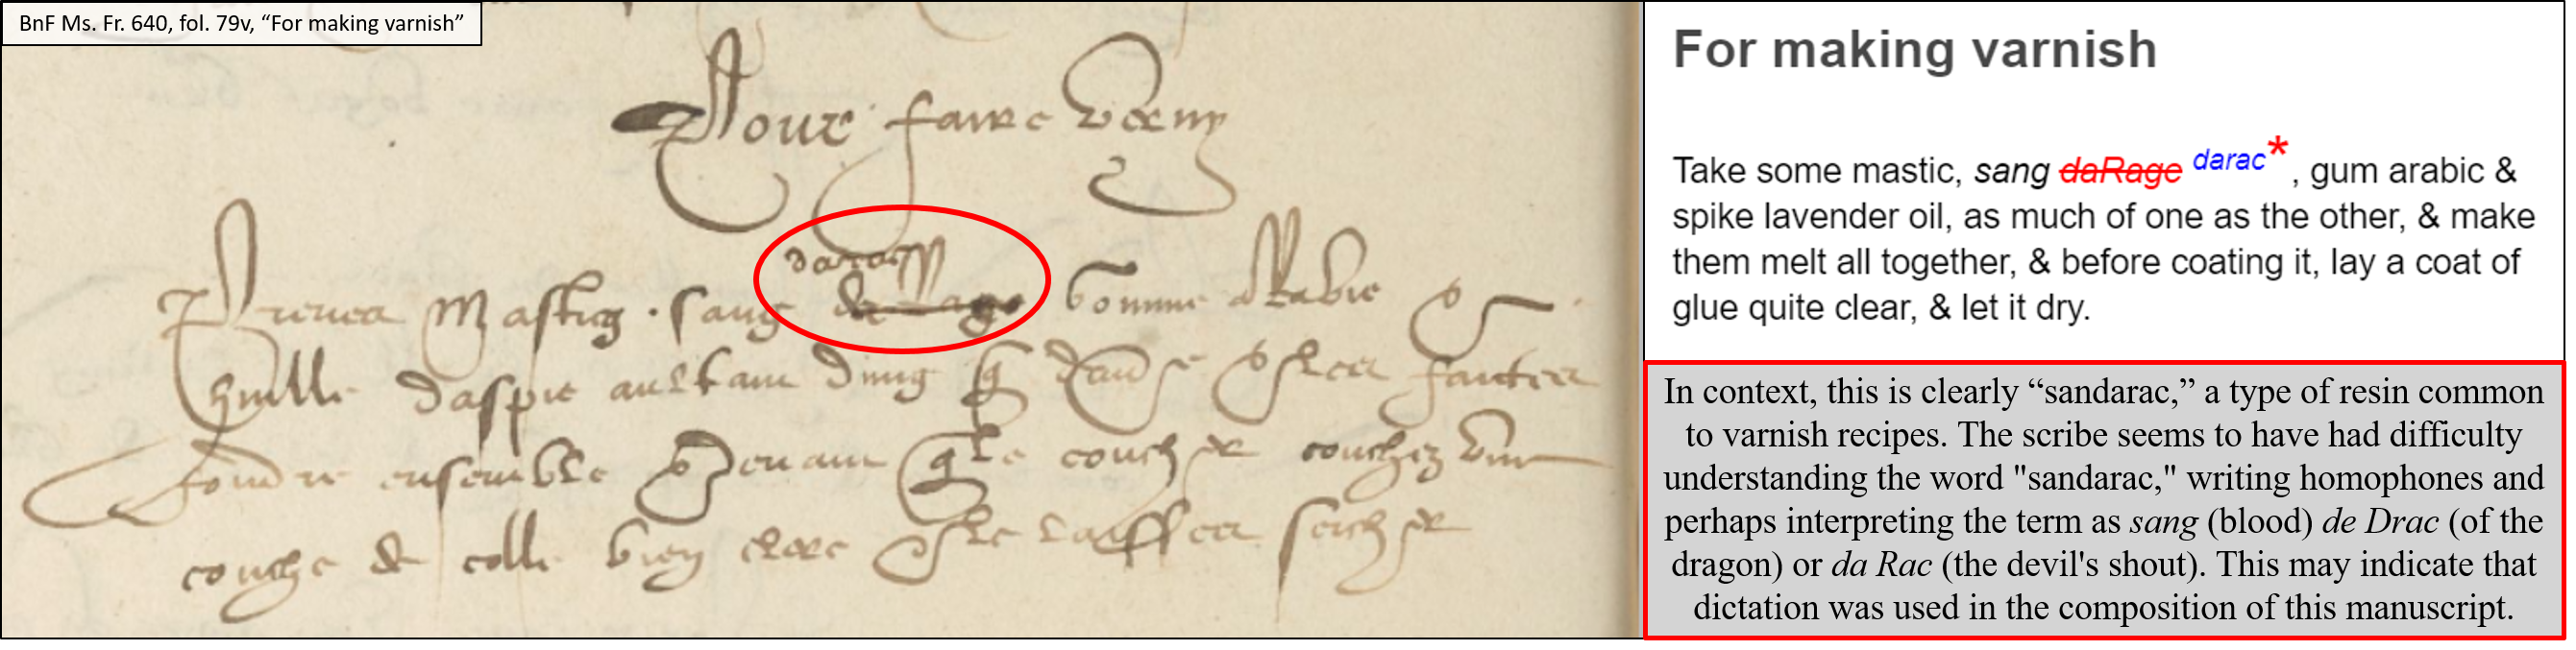 BnF Ms. Fr. 640, fol. 79v, “For making varnish”
Pour faire verny
darac
Prenes Mastic . sang de Rage gomme arabic &
huille daspic aultant dung q daultre & les faictes
fondre ensemble & devant q le coucher couchez une
couche de colle bien clere & le laisser seicher
For making varnish
Take some mastic, sang daRage darac* , gum arabic &
spike lavender oil, as much of one as the other, & make
them melt all together, & before coating it, lay a coat of
glue quite clear, & let it dry.
In context, this is clearly “sandarac,” a type of resin common
to varnish recipes. The scribe seems to have had difficulty
understanding the word "sandarac," writing homophones and
perhaps interpreting the term as sang (blood) de Drac (of the
dragon) or da Rac (the devil's shout). This may indicate that
dictation was used in the composition of this manuscript.